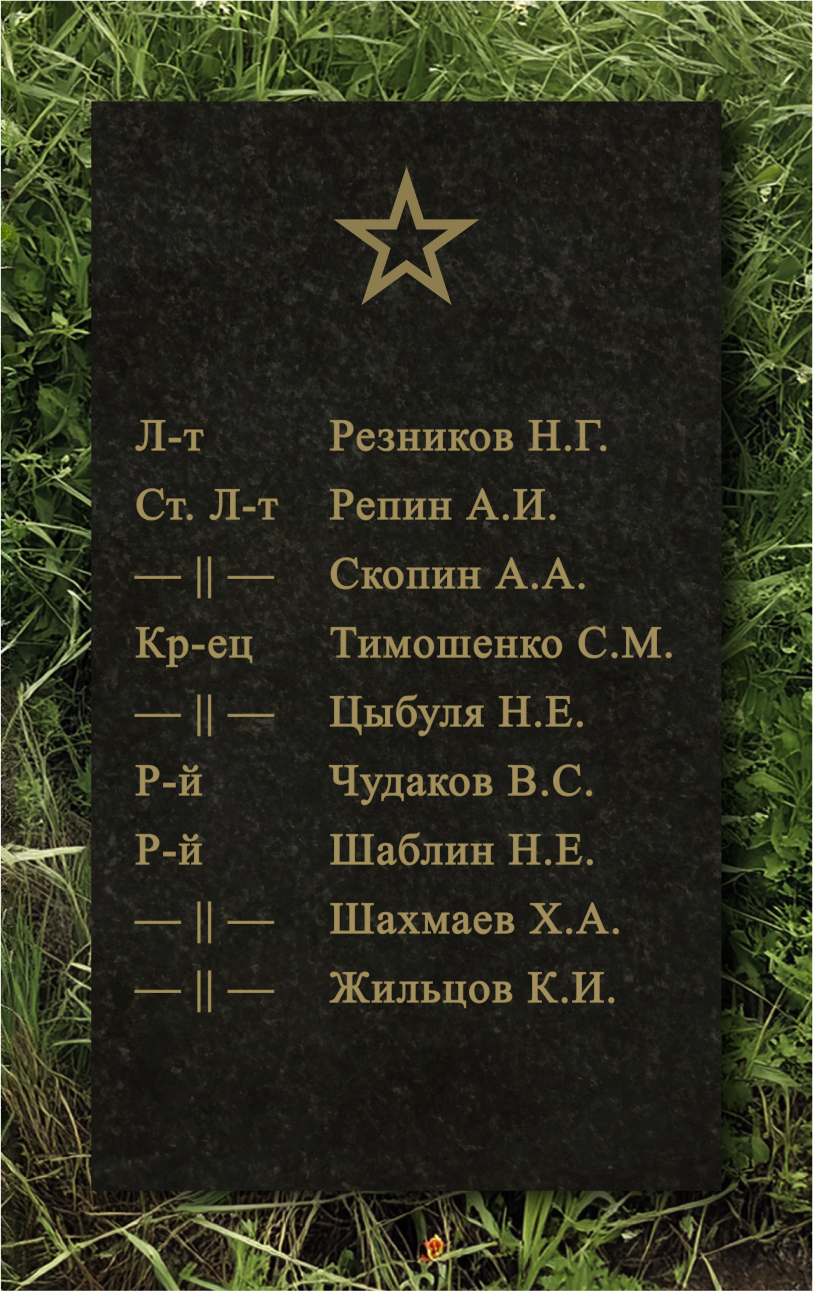 Л-т Резников Н.Г.
Ст. Л-т Репин А.И.
— || — Скопин А.А.
Кр-ец Тимошенко С.М.
— || — Цыбуля Н.Е.
Р-й Чудаков В.С.
Р-й Шаблин Н.Е.
— || — Шахмаев Х.А.
— || — Жильцов К.И.